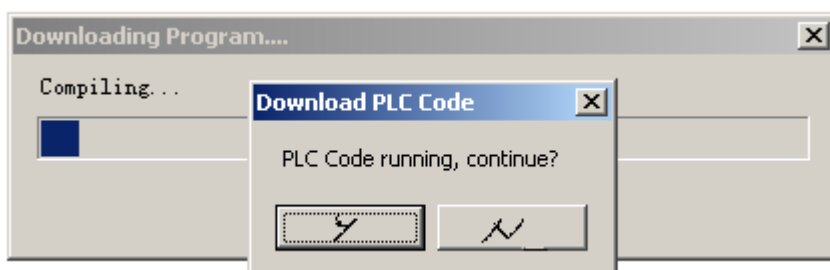 Downloading Program....
Compiling...
Download PLC Code
PLC Code running, continue?
Y N